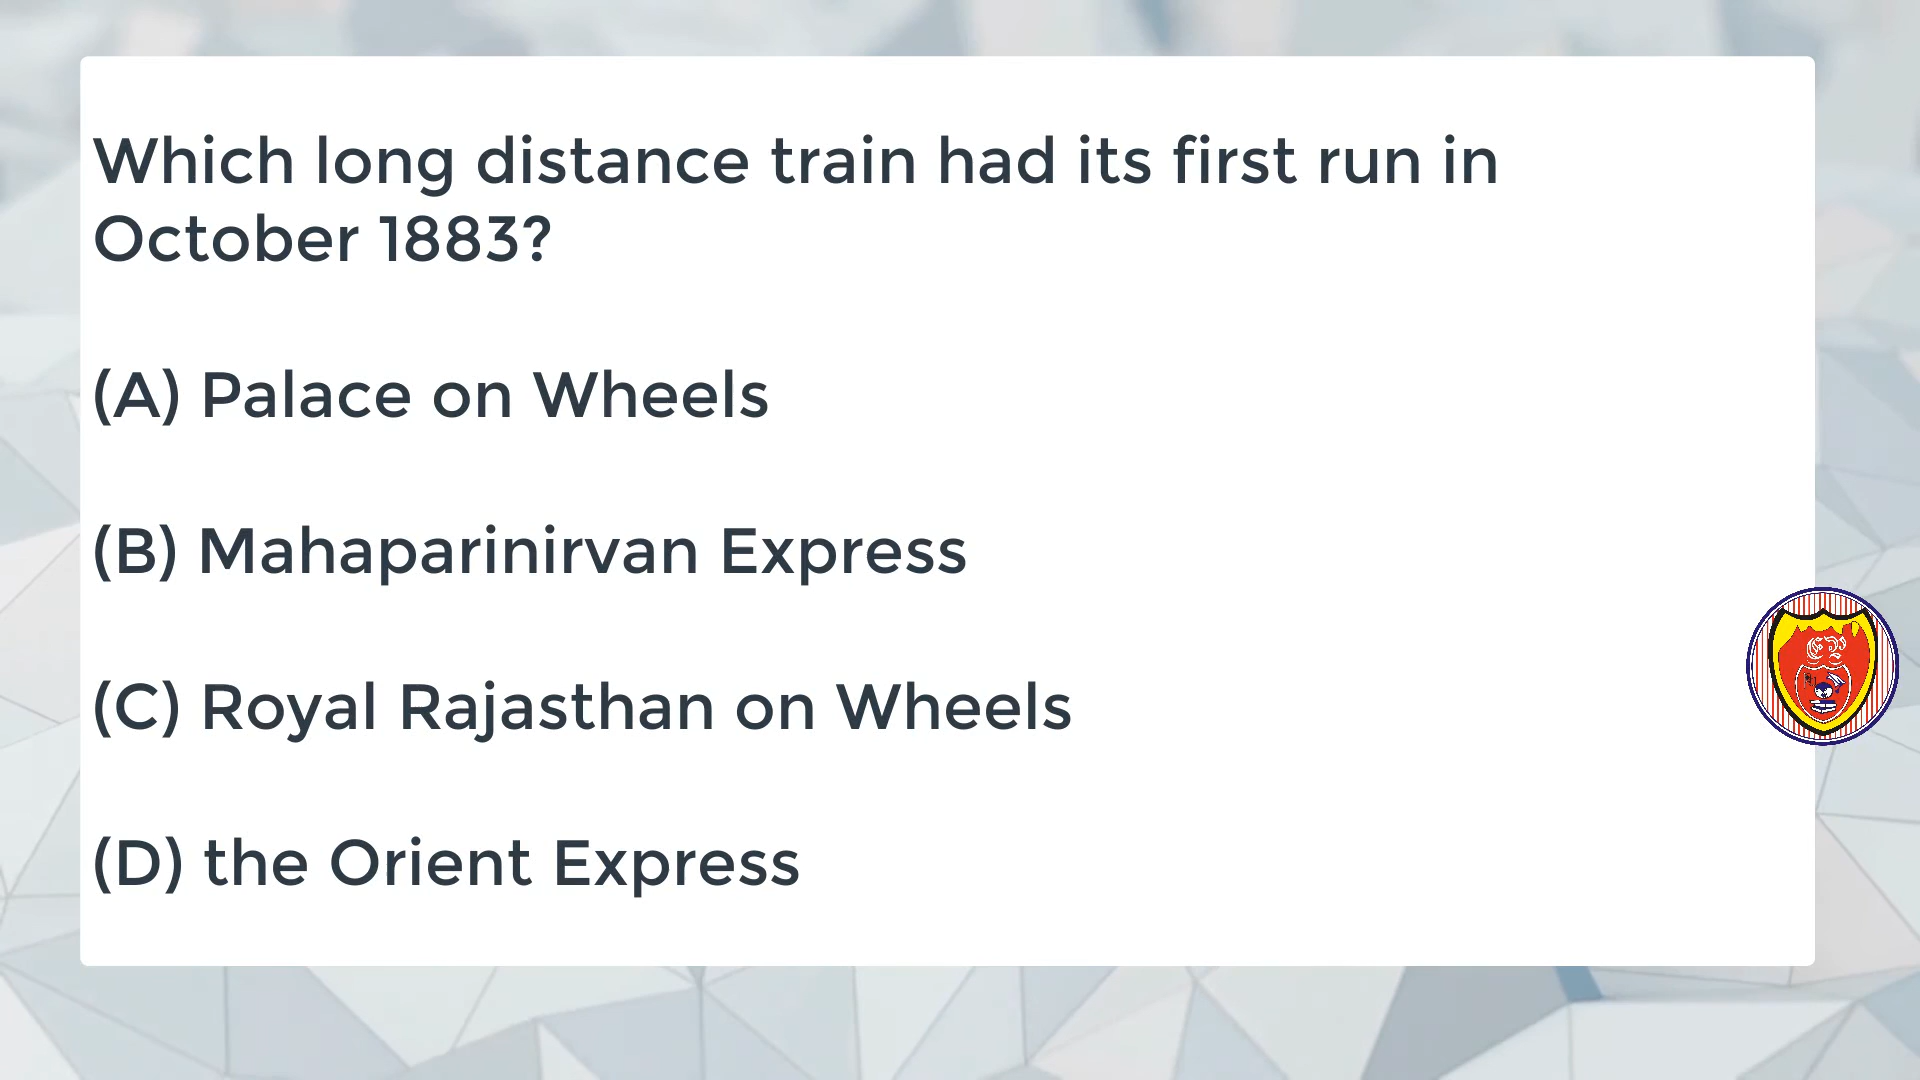 Which long distance train had its first run in
October 1883?
(A) Palace on Wheels
(B) Mahaparinirvan Express
(C) Royal Rajasthan on Wheels
(D) the Orient Express